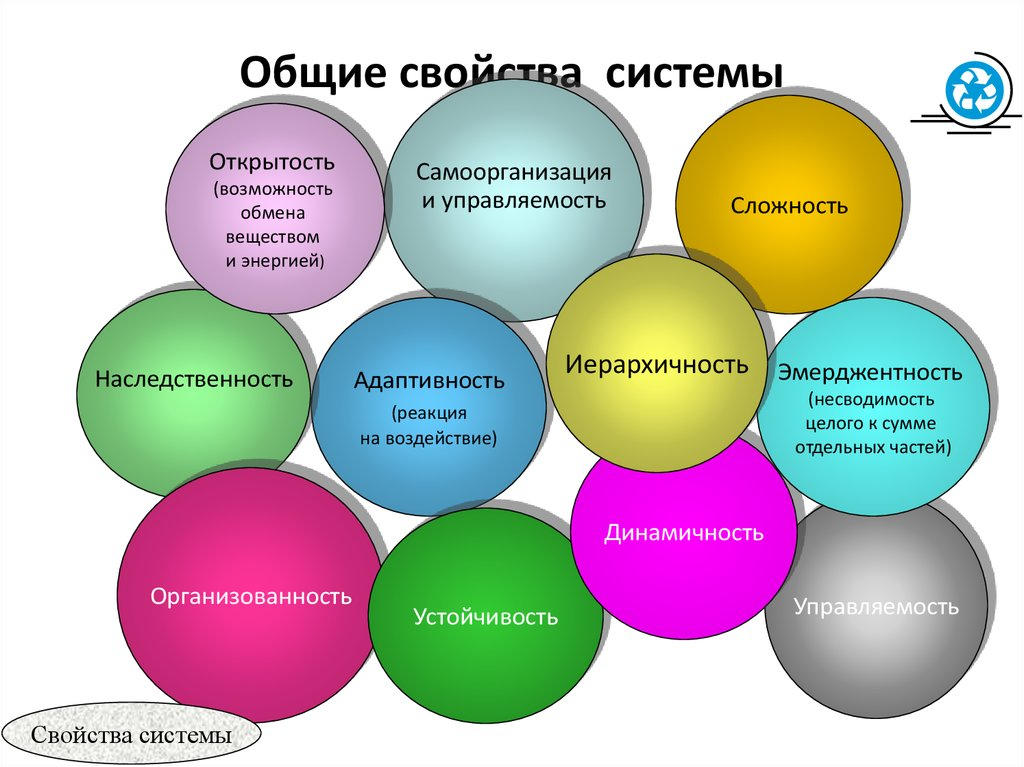 Общие свойства системы
Открытость
(возможность
обмена
веществом
и энергией)
Самоорганизация
и управляемость
Сложность
Наследственность
Адаптивность
(реакция
на воздействие)
Иерархичность
Эмерджентность
(несводимость
целого к сумме
отдельных частей)
Организованность
Устойчивость
Динамичность
Управляемость
Свойства системы